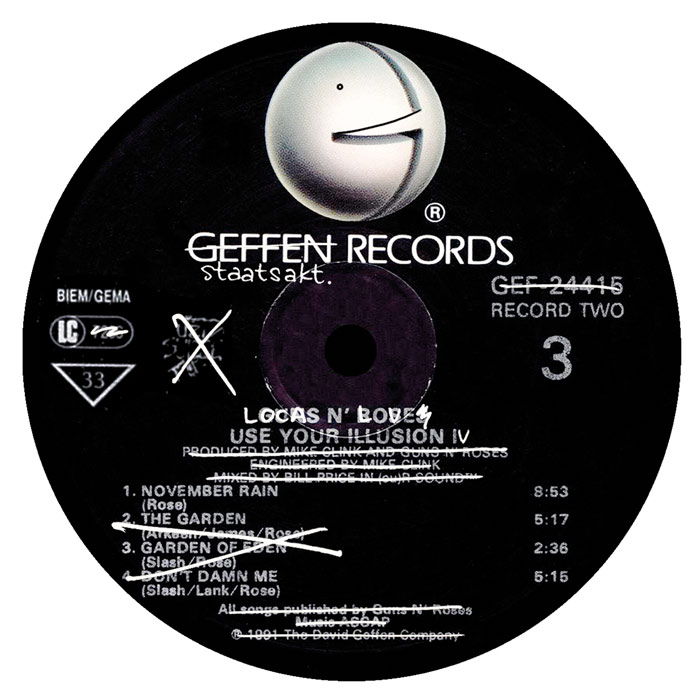 ®
GEFFEN RECORDS
staatsakt.
BIEM/GEMA
GEF 24415
LC
RECORD TWO
33
3
USE YOUR ILLUSION IV
PRODUCED BY MIKE CLINK AND GUNS N' ROSES
ENGINEERED BY MIKE CLINK
MIXED BY BILL PRICE IN SOUND™
1. NOVEMBER RAIN 8:53
(Rose)
2. THE GARDEN 5:17
(Arkeen/James/Rose)
3. GARDEN OF EDEN 2:36
(Slash/Rose)
4. DON'T DAMN ME 5:15
(Slash/Lank/Rose)
All songs published by Guns N' Roses
Music ASCAP
℗ 1991 The David Geffen Company